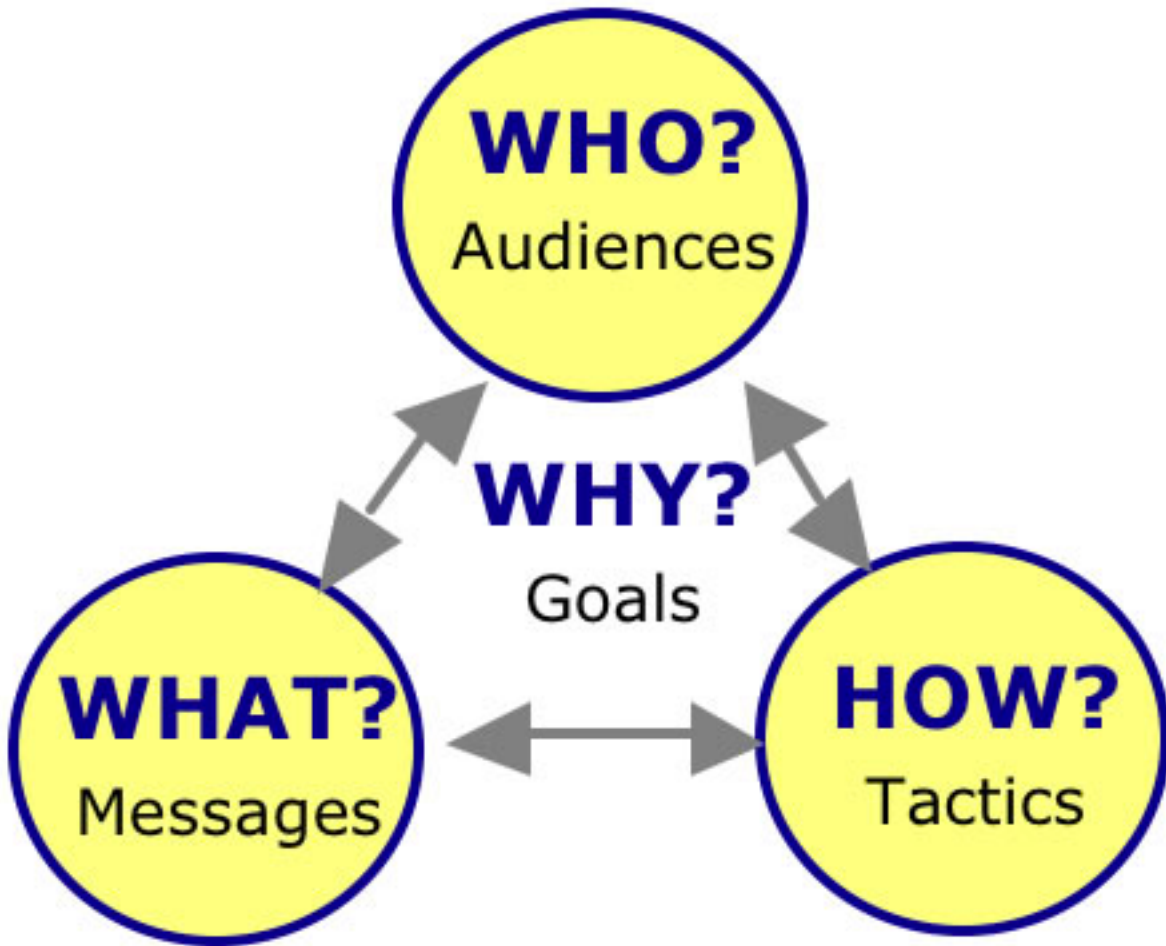 WHO?
Audiences
WHY?
Goals
WHAT?
Messages
HOW?
Tactics